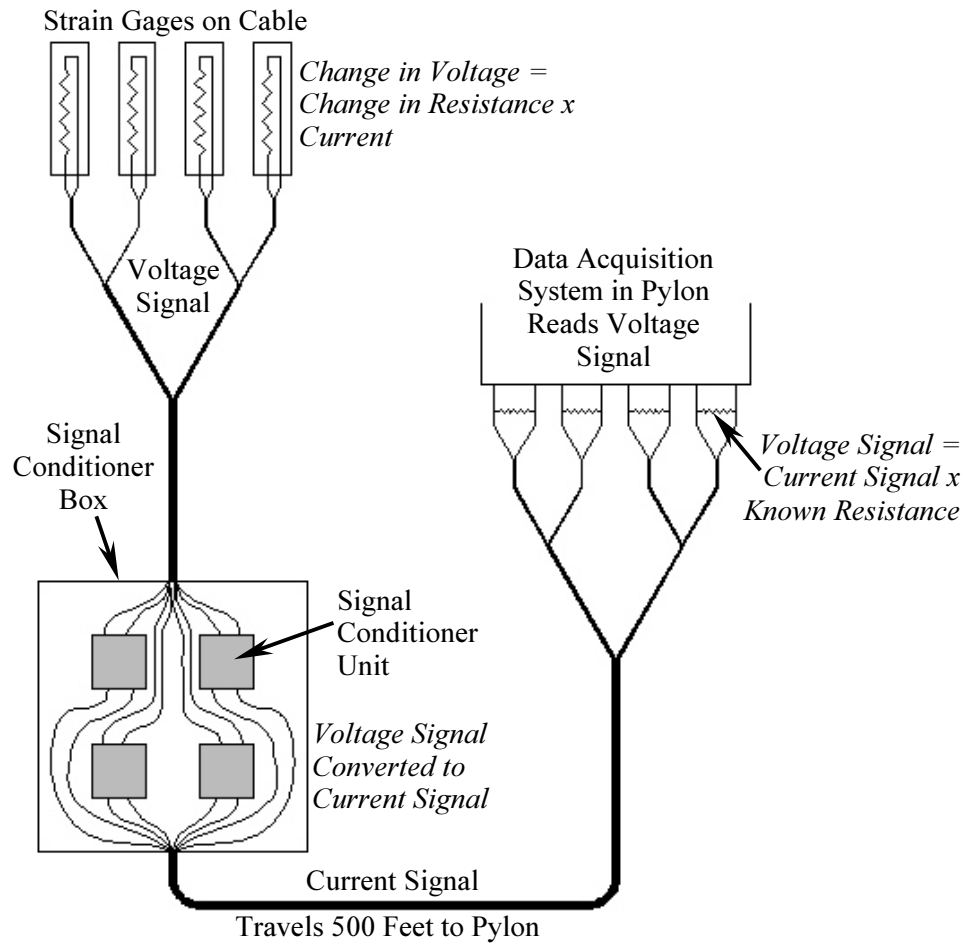 Strain Gages on Cable
Change in Voltage =
Change in Resistance x
Current
Voltage
Signal
Data Acquisition
System in Pylon
Reads Voltage
Signal
Voltage Signal =
Current Signal x
Known Resistance
Signal
Conditioner
Box
Signal
Conditioner
Unit
Voltage Signal
Converted to
Current Signal
Current Signal
Travels 500 Feet to Pylon